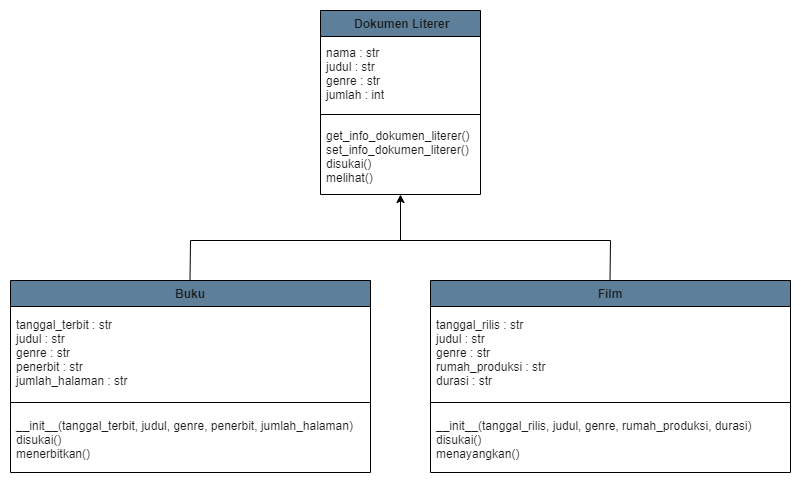 Dokumen Literer
nama : str
judul : str
genre : str
jumlah : int
get_info_dokumen_literer()
set_info_dokumen_literer()
disukai()
melihat()
Buku
tanggal_terbit : str
judul : str
genre : str
penerbit : str
jumlah_halaman : str
__init__(tanggal_terbit, judul, genre, penerbit, jumlah_halaman)
disukai()
menerbitkan()
Film
tanggal_rilis : str
judul : str
genre : str
rumah_produksi : str
durasi : str
__init__(tanggal_rilis, judul, genre, rumah_produksi, durasi)
disukai()
menayangkan()